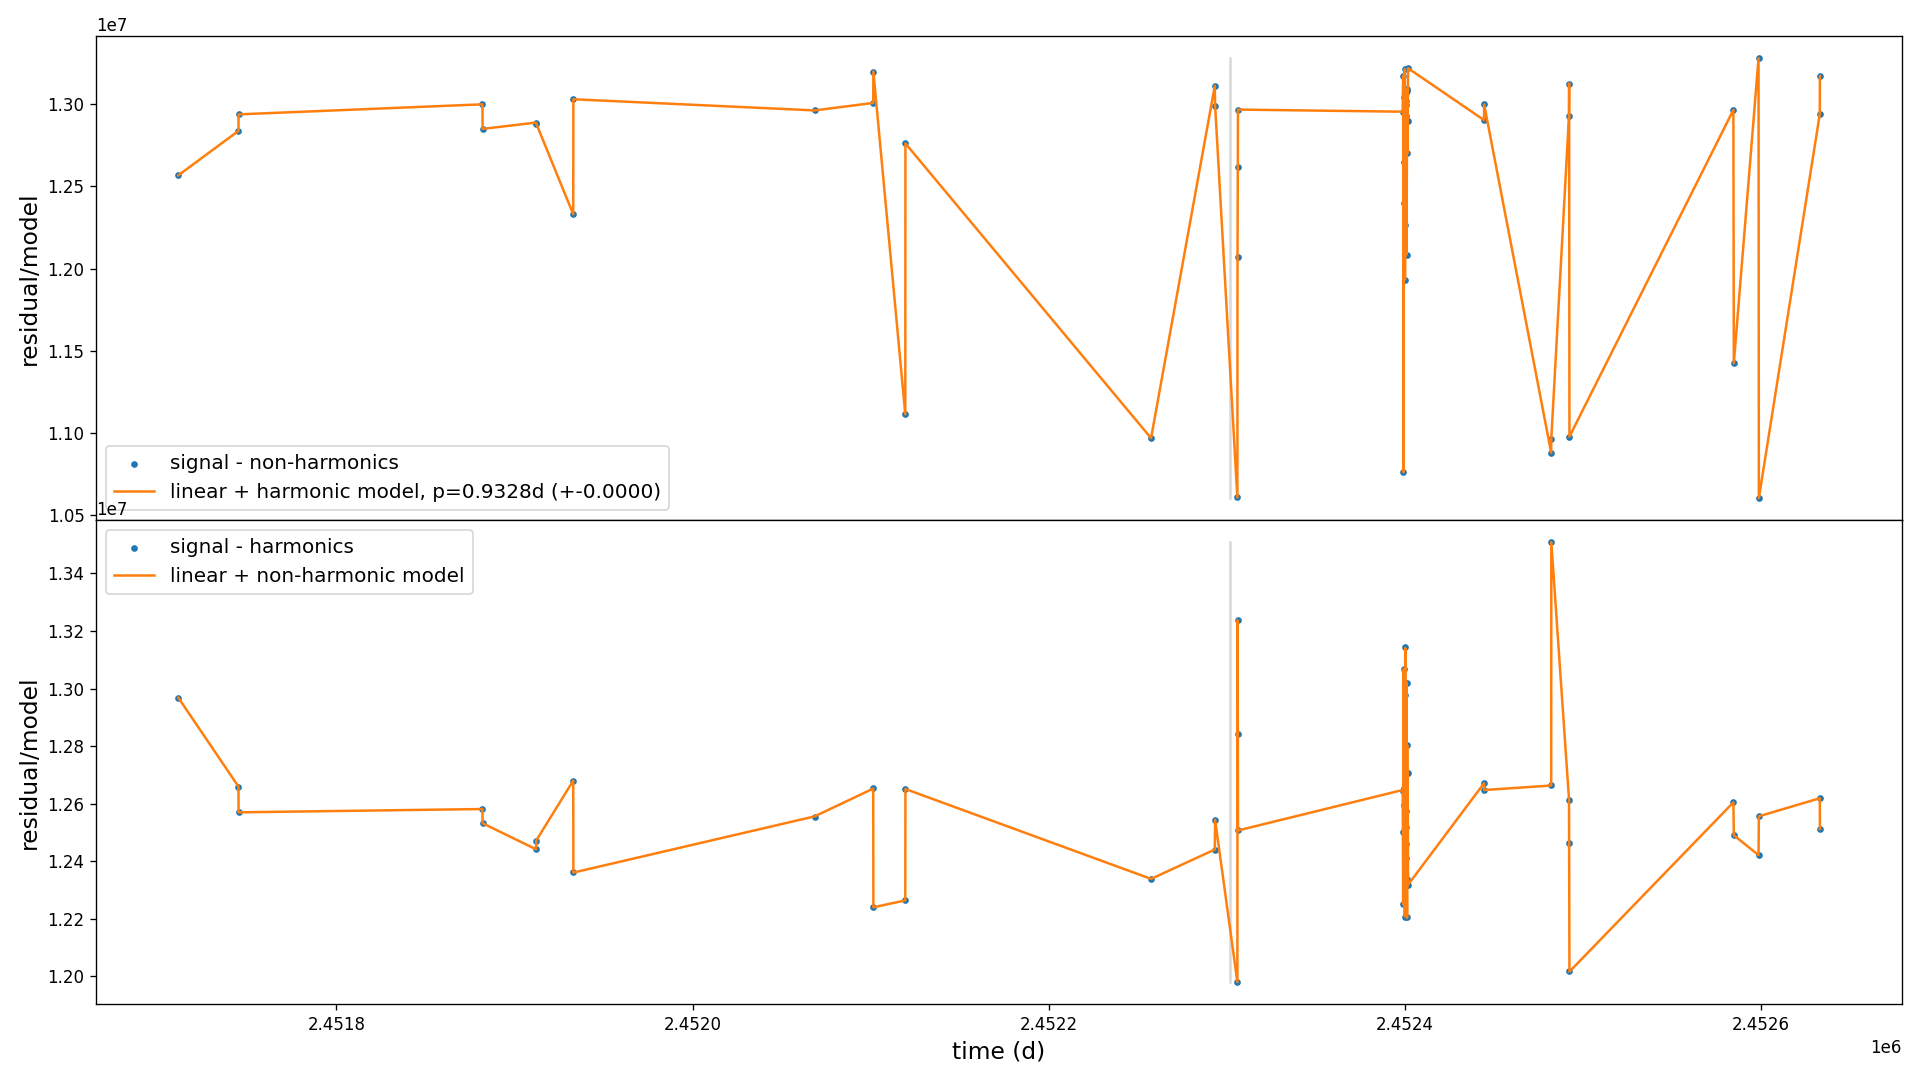 1e7
1.30
1.25
1.20
1.15
1.10
1.05
residual/model
signal - non-harmonics
linear + harmonic model, p=0.9328d (+-0.0000)
1e7
signal - harmonics
linear + non-harmonic model
1.34
1.32
1.30
1.28
1.26
1.24
1.22
1.20
residual/model
2.4518 2.4520 2.4522 2.4524 2.4526
time (d)
1e6